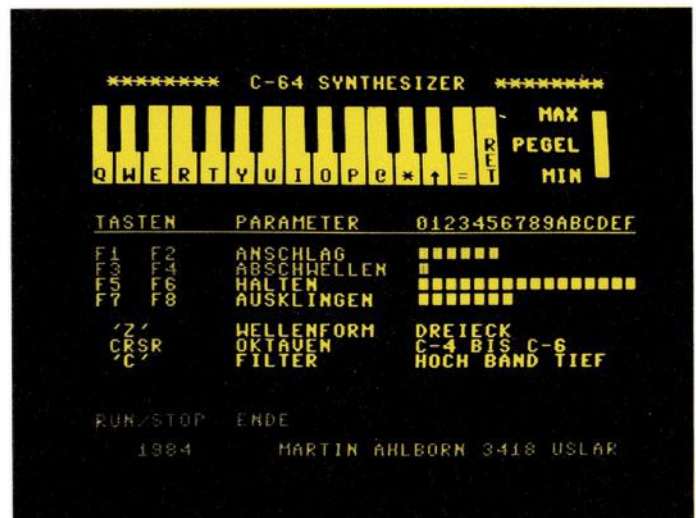 ******** C-64 SYNTHESIZER ********
MAX
PEGEL
MIN
Q W E R T Y U I O P @ * ↑ = RET
TASTEN PARAMETER 0123456789ABCDEF
F1 F2 ANSCHLAG
F3 F4 ABSCHWELLEN
F5 F6 HALTEN
F7 F8 AUSKLINGEN
'Z' WELLENFORM DREIECK
CRSR OKTAVEN C-4 BIS C-6
'C' FILTER HOCH BAND TIEF
RUN/STOP ENDE
1984 MARTIN AHLBORN 3418 USLAR